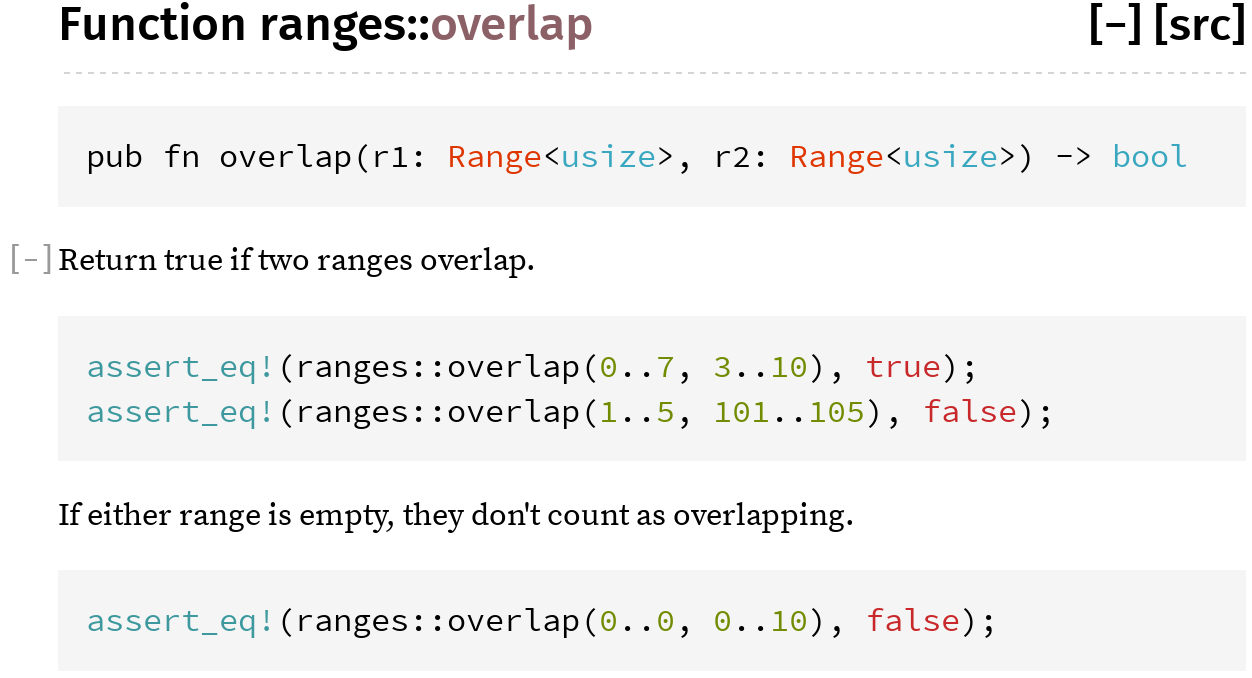 Function ranges::overlap [−] [src]
pub fn overlap(r1: Range<usize>, r2: Range<usize>) -> bool
[−] Return true if two ranges overlap.
assert_eq!(ranges::overlap(0..7, 3..10), true);
assert_eq!(ranges::overlap(1..5, 101..105), false);
If either range is empty, they don't count as overlapping.
assert_eq!(ranges::overlap(0..0, 0..10), false);